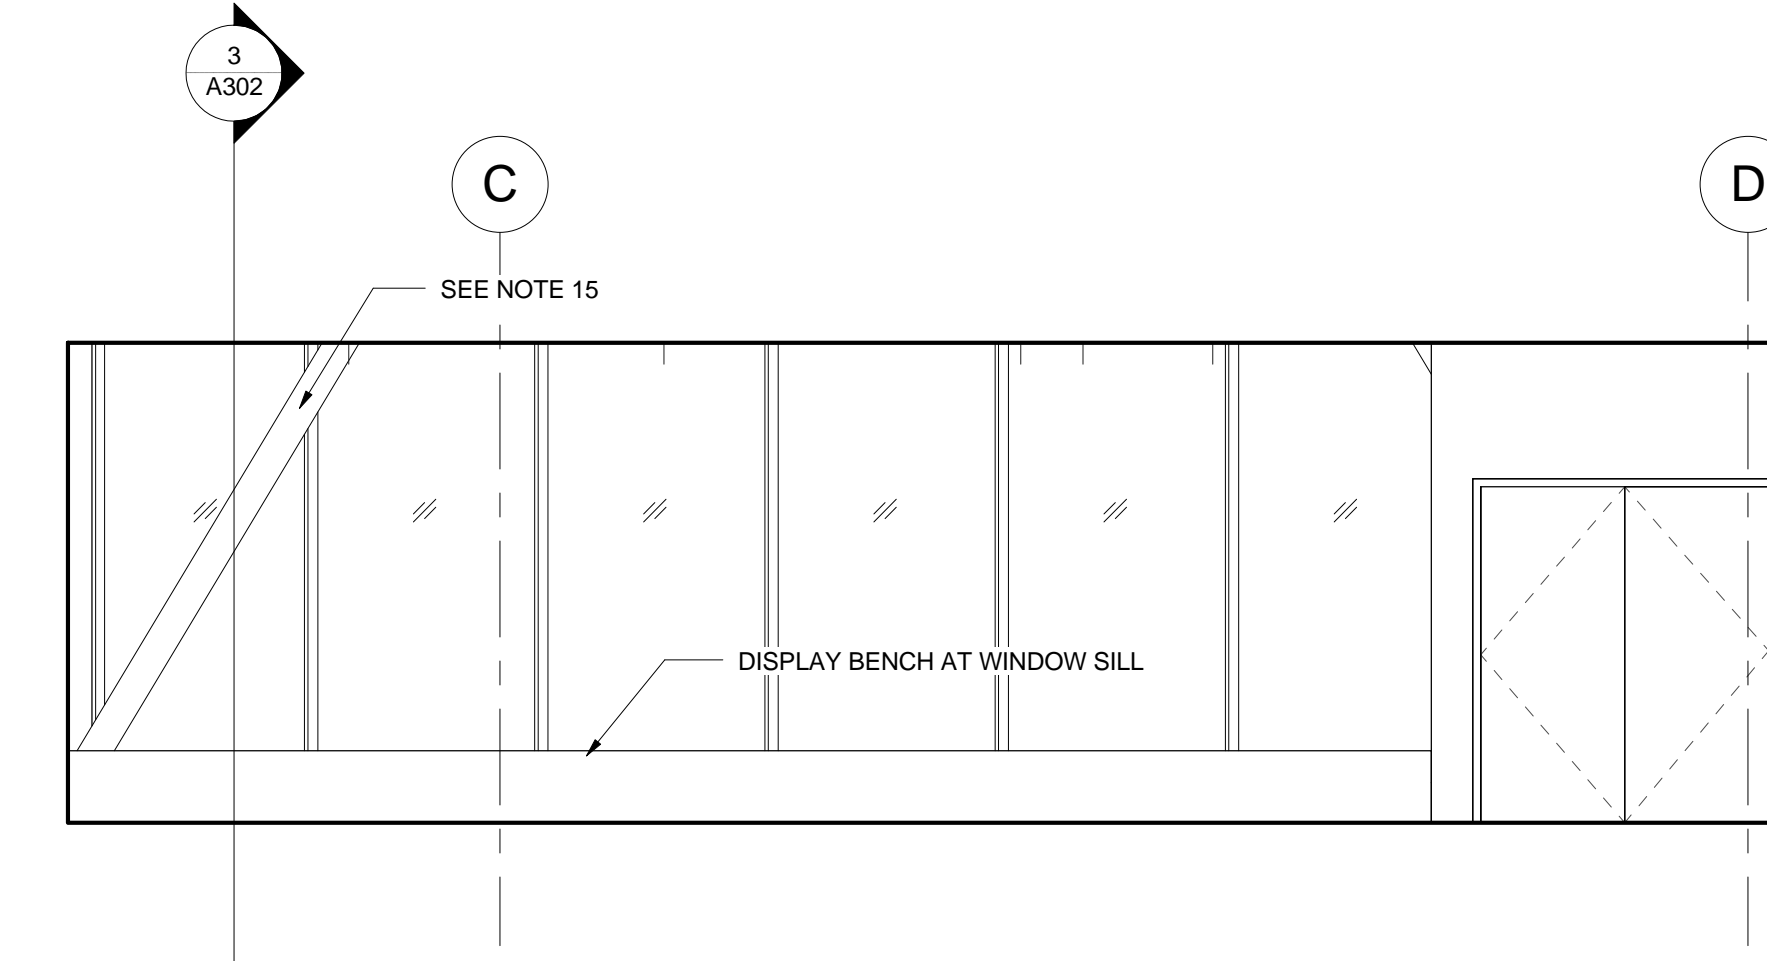 3
A302
C
D
SEE NOTE 15
DISPLAY BENCH AT WINDOW SILL